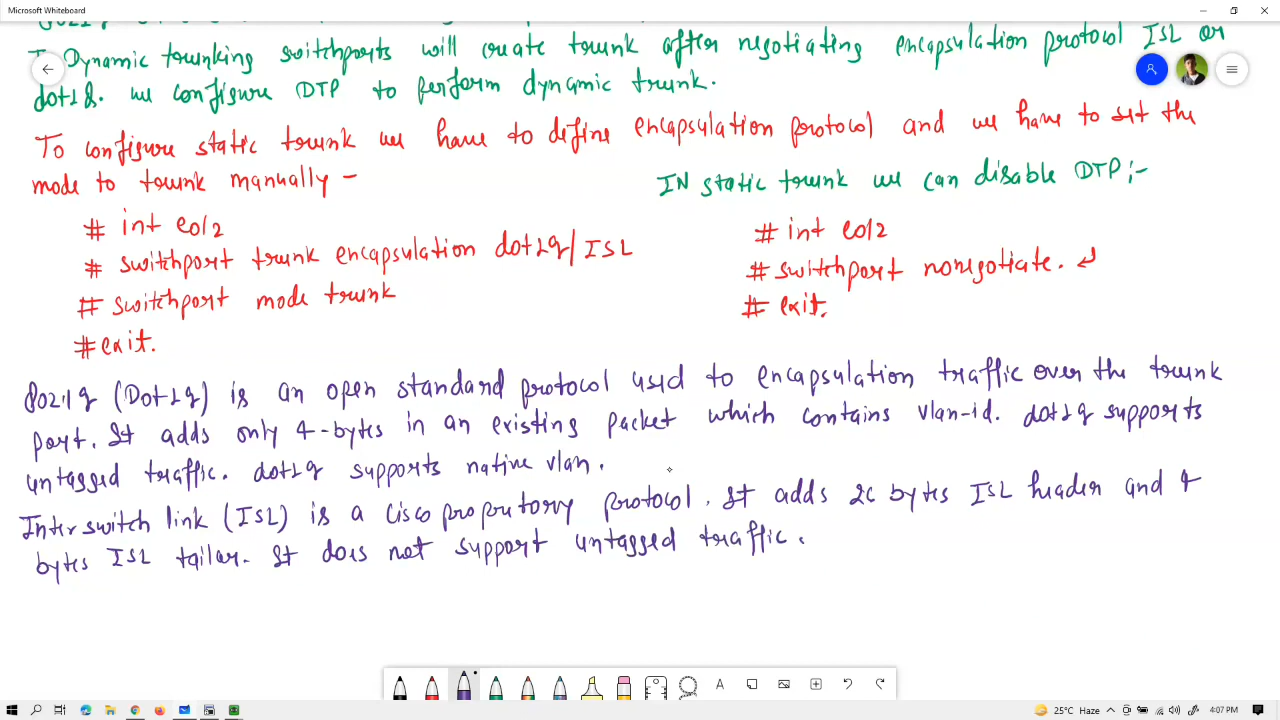 Microsoft Whiteboard
Dynamic trunking switchports will create trunk after negotiating encapsulation protocol ISL or
dot1q. we configure DTP to perform dynamic trunk.
To configure static trunk we have to define encapsulation protocol and we have to set the
mode to trunk manually -
# int e0/2
# switchport trunk encapsulation dot1q/ISL
# switchport mode trunk
# exit.
IN static trunk we can disable DTP:-
# int e0/2
# switchport nonegotiate. ↵
# exit.
802.1q (Dot1q) is an open standard protocol used to encapsulation traffic over the trunk
port. It adds only 4-bytes in an existing packet which contains vlan-id. dot1q supports
untagged traffic. dot1q supports native vlan.
Inter switch link (ISL) is a Cisco propritory protocol. It adds 26 bytes ISL header and 4
bytes ISL tailer. It does not support untagged traffic.
25°C Haze
4:07 PM